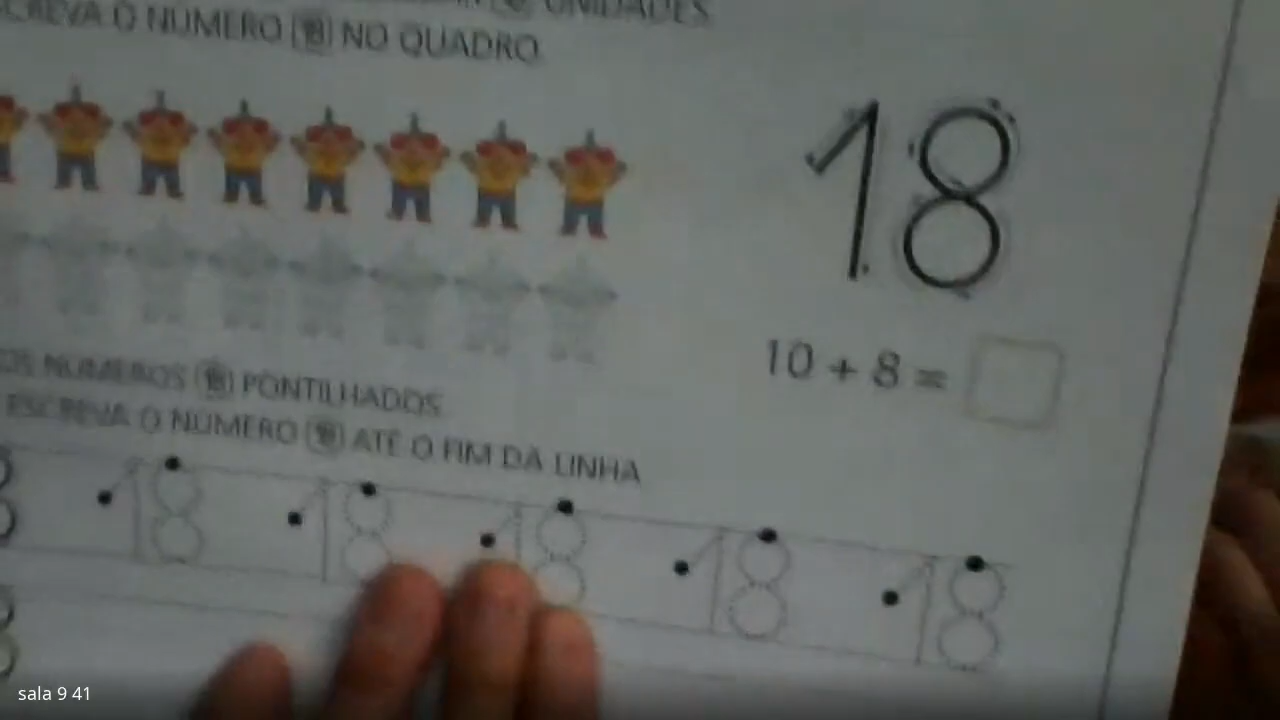 UNIDADES.
O NÚMERO 18 NO QUADRO.
18
10 + 8 =
NÚMEROS 18 PONTILHADOS.
ESCREVA O NÚMERO 18 ATÉ O FIM DA LINHA.
18 18 18 18 18
sala 9 41